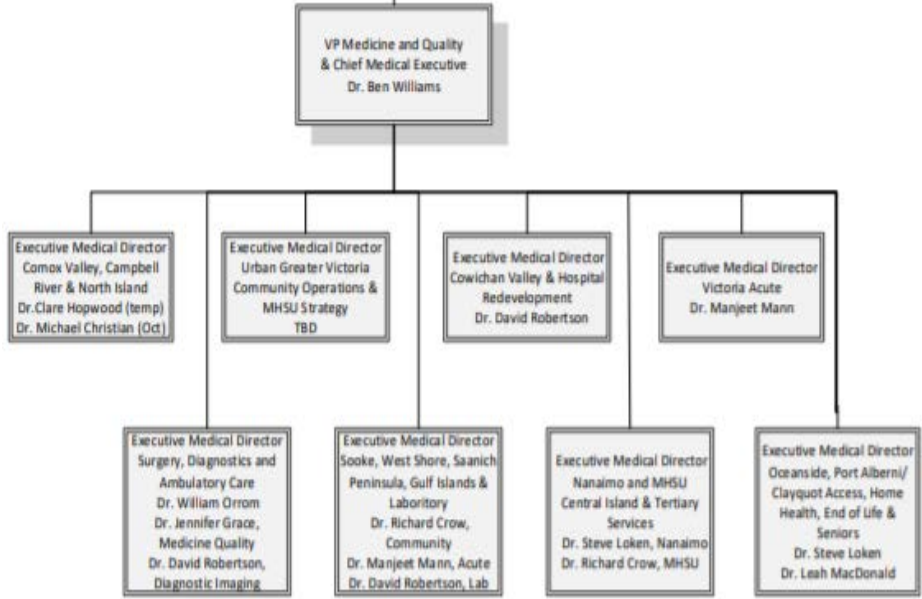 VP Medicine and Quality
& Chief Medical Executive
Dr. Ben Williams
Executive Medical Director
Comox Valley, Campbell
River & North Island
Dr.Clare Hopwood (temp)
Dr. Michael Christian (Oct)
Executive Medical Director
Urban Greater Victoria
Community Operations &
MHSU Strategy
TBD
Executive Medical Director
Cowichan Valley & Hospital
Redevelopment
Dr. David Robertson
Executive Medical Director
Victoria Acute
Dr. Manjeet Mann
Executive Medical Director
Surgery, Diagnostics and
Ambulatory Care
Dr. William Orrom
Dr. Jennifer Grace,
Medicine Quality
Dr. David Robertson,
Diagnostic Imaging
Executive Medical Director
Sooke, West Shore, Saanich
Peninsula, Gulf Islands &
Laboritory
Dr. Richard Crow,
Community
Dr. Manjeet Mann, Acute
Dr. David Robertson, Lab
Executive Medical Director
Nanaimo and MHSU
Central Island & Tertiary
Services
Dr. Steve Loken, Nanaimo
Dr. Richard Crow, MHSU
Executive Medical Director
Oceanside, Port Alberni/
Clayquot Access, Home
Health, End of Life &
Seniors
Dr. Steve Loken
Dr. Leah MacDonald